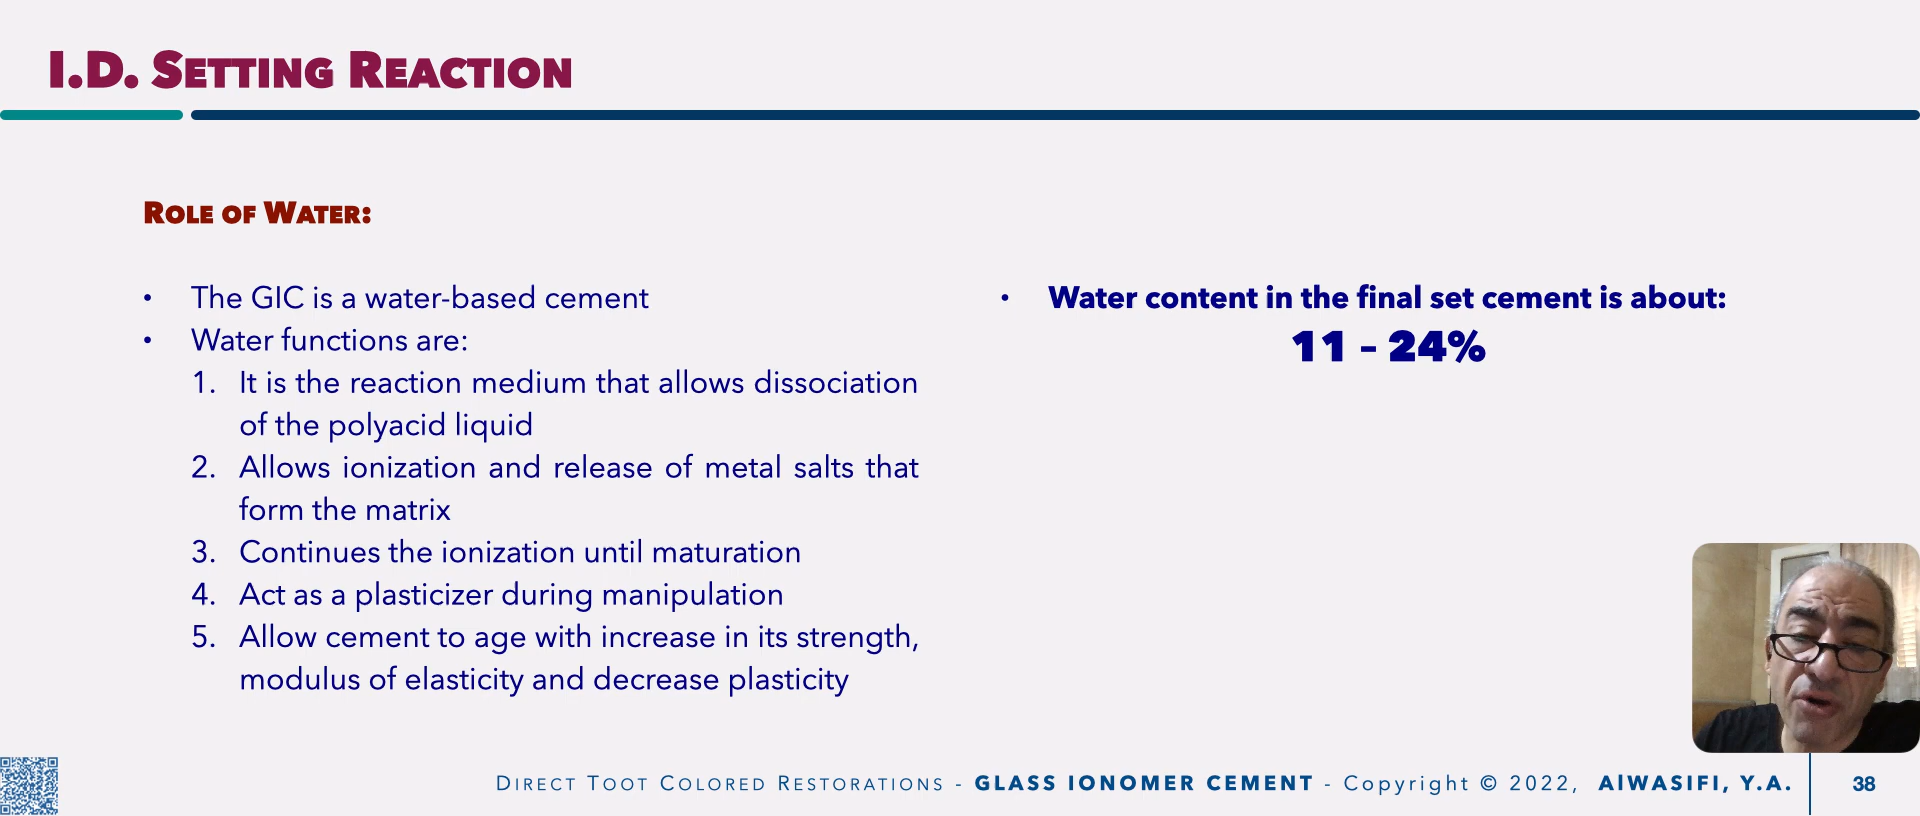 I.D. SETTING REACTION
ROLE OF WATER:
• The GIC is a water-based cement
• Water functions are:
1. It is the reaction medium that allows dissociation
of the polyacid liquid
2. Allows ionization and release of metal salts that
form the matrix
3. Continues the ionization until maturation
4. Act as a plasticizer during manipulation
5. Allow cement to age with increase in its strength,
modulus of elasticity and decrease plasticity
• Water content in the final set cement is about:
11 – 24%
DIRECT TOOT COLORED RESTORATIONS - GLASS IONOMER CEMENT - Copyright © 2022, AlWASIFI, Y.A.
38